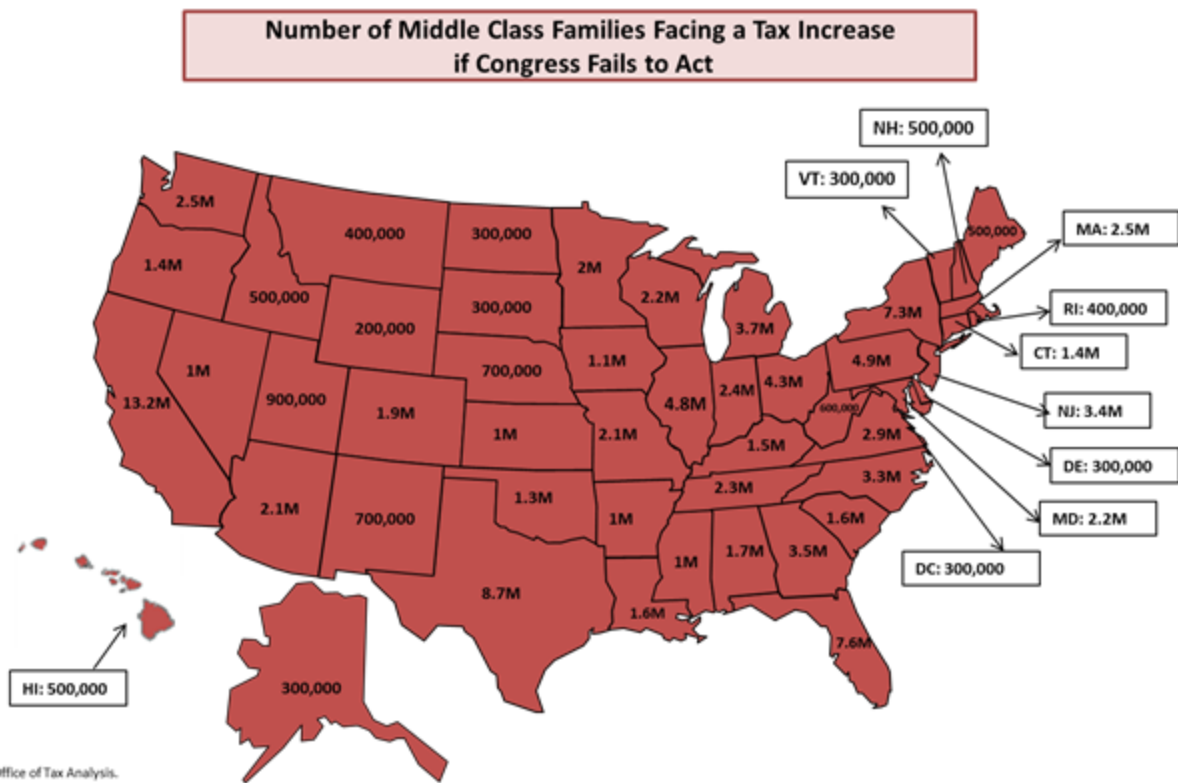 Number of Middle Class Families Facing a Tax Increase
if Congress Fails to Act
NH: 500,000
VT: 300,000
MA: 2.5M
RI: 400,000
CT: 1.4M
NJ: 3.4M
DE: 300,000
MD: 2.2M
DC: 300,000
HI: 500,000
2.5M
400,000
300,000
500,000
1.4M
2M
500,000
300,000
2.2M
7.3M
200,000
3.7M
1M
700,000
1.1M
4.9M
900,000
2.4M
4.3M
13.2M
1.9M
4.8M
600,000
1M
2.1M
2.9M
1.5M
3.3M
2.3M
1.3M
2.1M
700,000
1M
1.6M
1.7M
3.5M
1M
8.7M
1.6M
7.6M
300,000
ffice of Tax Analysis.